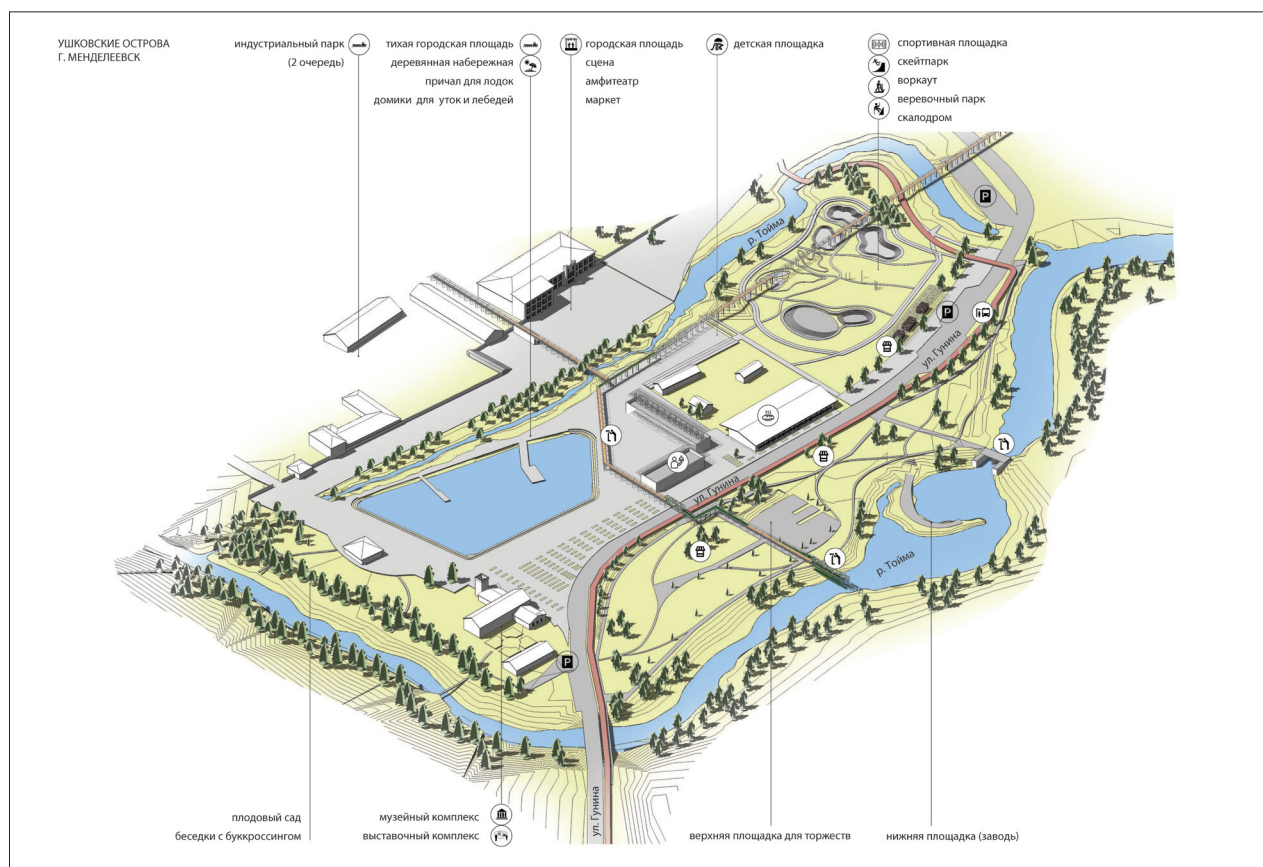 УШКОВСКИЕ ОСТРОВА
Г. МЕНДЕЛЕЕВСК
индустриальный парк
(2 очередь)
тихая городская площадь
деревянная набережная
причал для лодок
домики для уток и лебедей
городская площадь
сцена
амфитеатр
маркет
детская площадка
спортивная площадка
скейтпарк
воркаут
веревочный парк
скалодром
P
р. Тойма
P
ул. Гунина
ул. Гунина
р. Тойма
P
ул. Гунина
плодовый сад
беседки с буккроссингом
музейный комплекс
выставочный комплекс
верхняя площадка для торжеств
нижняя площадка (заводь)